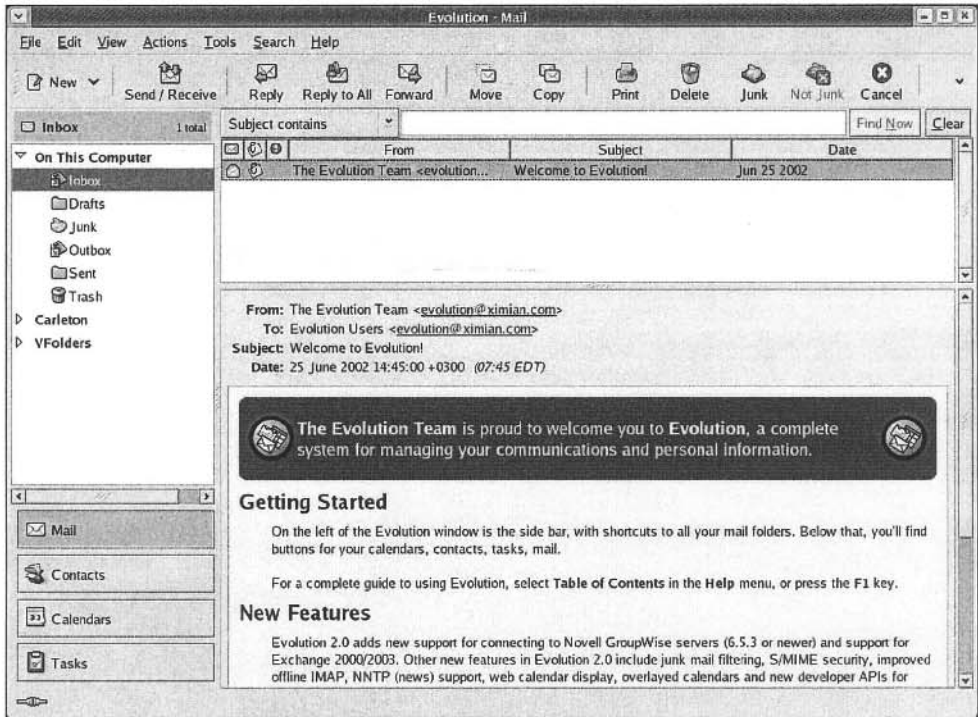 Evolution - Mail
File Edit View Actions Tools Search Help
New Send / Receive Reply Reply to All Forward Move Copy Print Delete Junk Not Junk Cancel
Inbox 1 total
Subject contains Find Now Clear
On This Computer
Inbox
Drafts
Junk
Outbox
Sent
Trash
Carleton
VFolders
Mail
Contacts
Calendars
Tasks
From Subject Date
The Evolution Team <evolution... Welcome to Evolution! Jun 25 2002
From: The Evolution Team <evolution@ximian.com>
To: Evolution Users <evolution@ximian.com>
Subject: Welcome to Evolution!
Date: 25 June 2002 14:45:00 +0300 (07:45 EDT)
The Evolution Team is proud to welcome you to Evolution, a complete
system for managing your communications and personal information.
Getting Started
On the left of the Evolution window is the side bar, with shortcuts to all your mail folders. Below that, you'll find
buttons for your calendars, contacts, tasks, mail.
For a complete guide to using Evolution, select Table of Contents in the Help menu, or press the F1 key.
New Features
Evolution 2.0 adds new support for connecting to Novell GroupWise servers (6.5.3 or newer) and support for
Exchange 2000/2003. Other new features in Evolution 2.0 include junk mail filtering, S/MIME security, improved
offline IMAP, NNTP (news) support, web calendar display, overlayed calendars and new developer APIs for